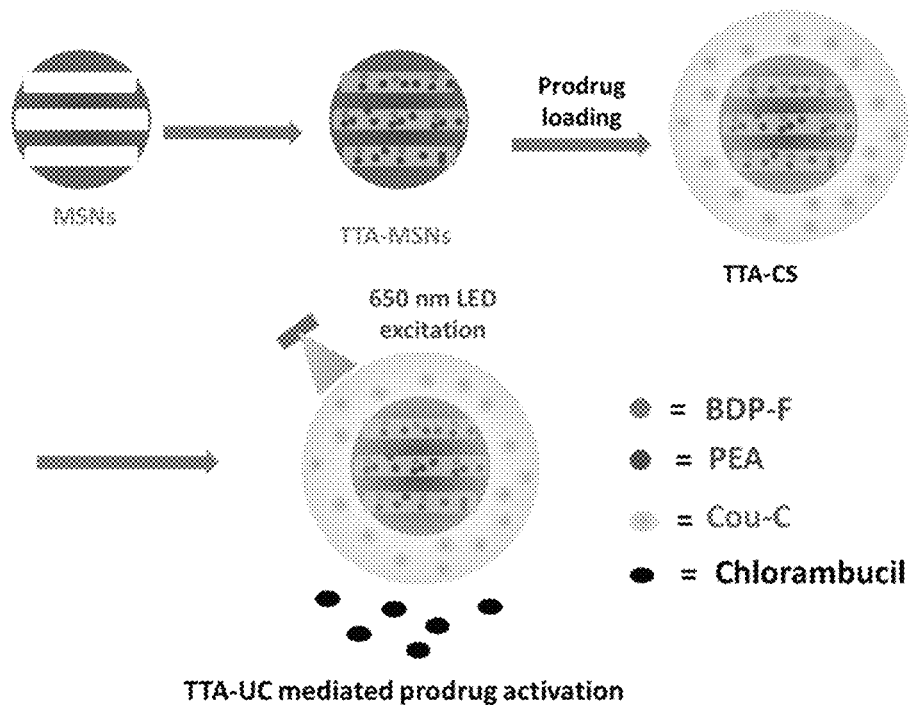 MSNs
TTA-MSNs
Prodrug
loading
TTA-CS
650 nm LED
excitation
= BDP-F
= PEA
= Cou-C
= Chlorambucil
TTA-UC mediated prodrug activation